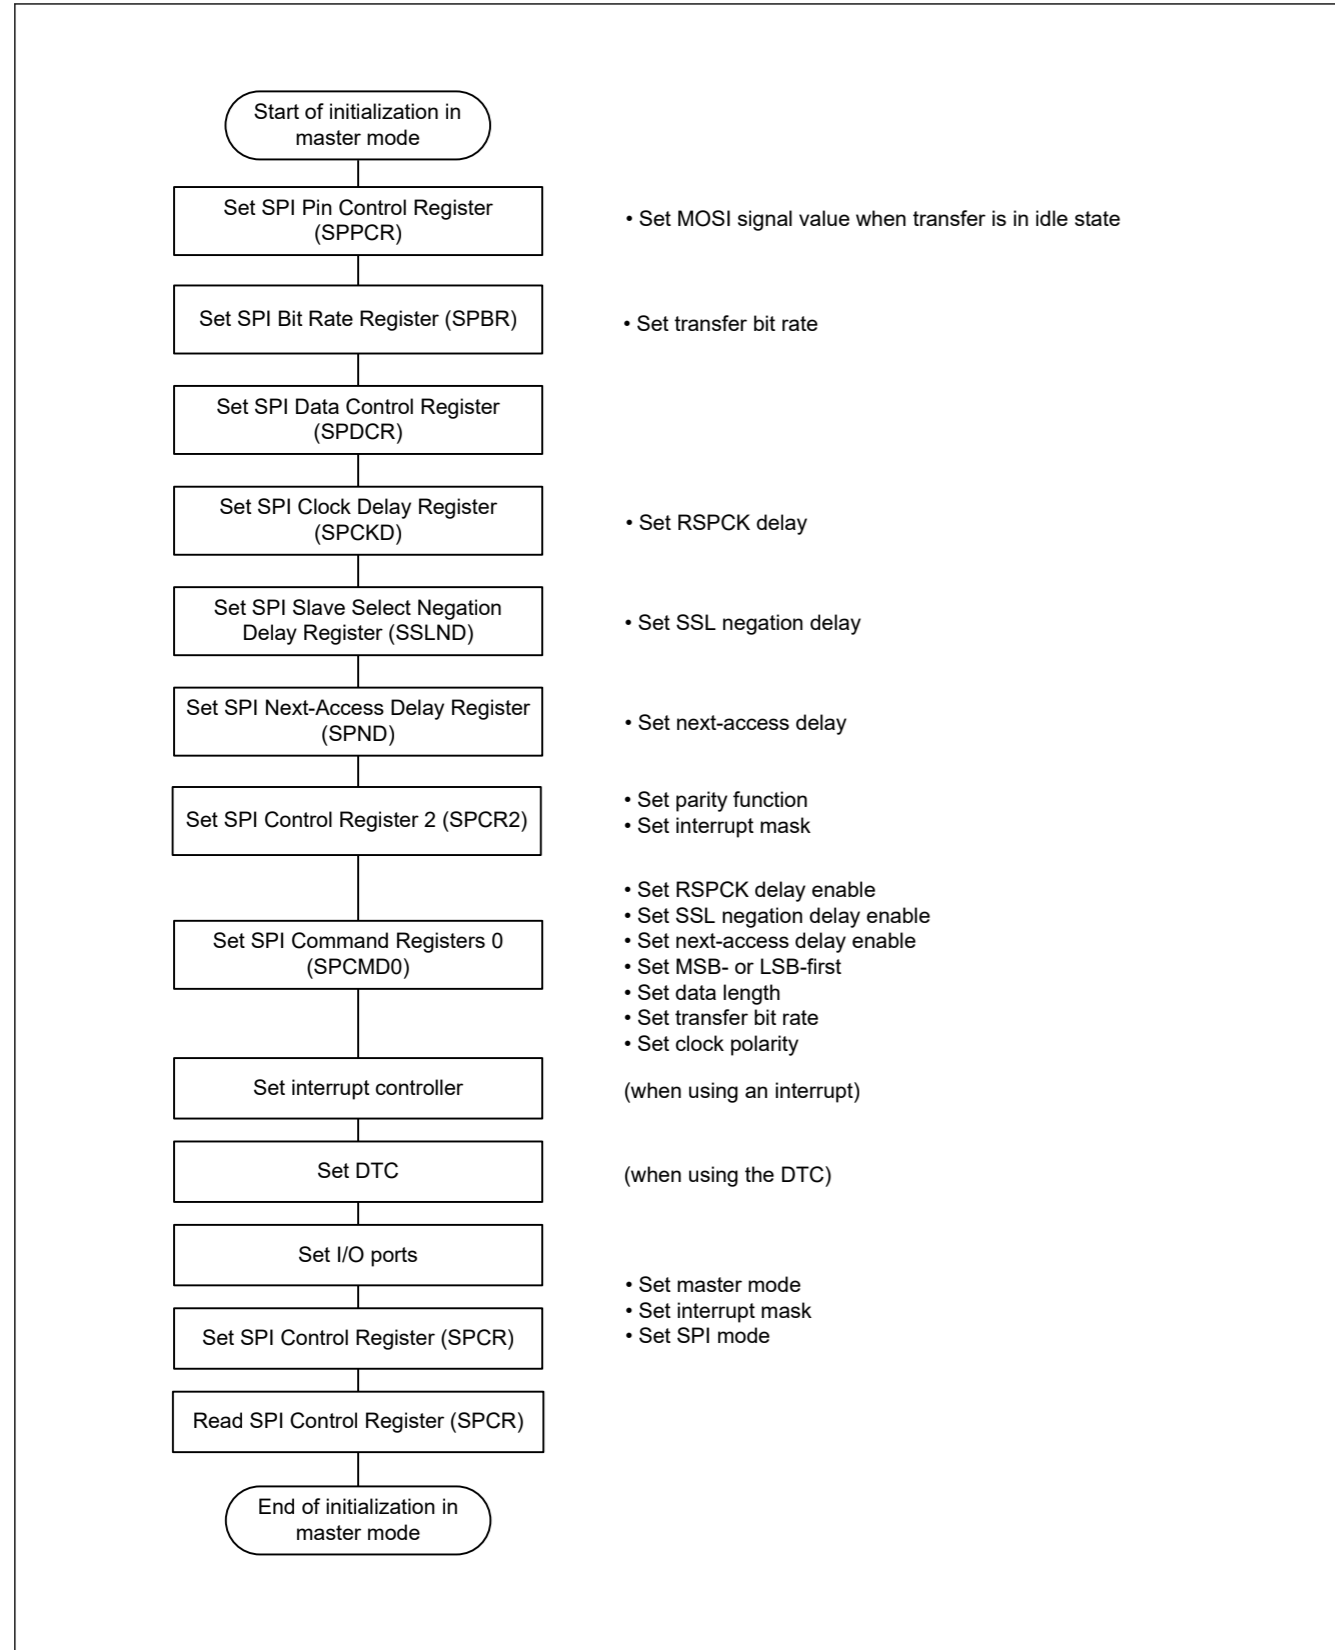 Start of initialization in
master mode
Set SPI Pin Control Register
(SPPCR)
• Set MOSI signal value when transfer is in idle state
Set SPI Bit Rate Register (SPBR)
• Set transfer bit rate
Set SPI Data Control Register
(SPDCR)
Set SPI Clock Delay Register
(SPCKD)
• Set RSPCK delay
Set SPI Slave Select Negation
Delay Register (SSLND)
• Set SSL negation delay
Set SPI Next-Access Delay Register
(SPND)
• Set next-access delay
Set SPI Control Register 2 (SPCR2)
• Set parity function
• Set interrupt mask
Set SPI Command Registers 0
(SPCMD0)
• Set RSPCK delay enable
• Set SSL negation delay enable
• Set next-access delay enable
• Set MSB- or LSB-first
• Set data length
• Set transfer bit rate
• Set clock polarity
Set interrupt controller
(when using an interrupt)
Set DTC
(when using the DTC)
Set I/O ports
Set SPI Control Register (SPCR)
• Set master mode
• Set interrupt mask
• Set SPI mode
Read SPI Control Register (SPCR)
End of initialization in
master mode